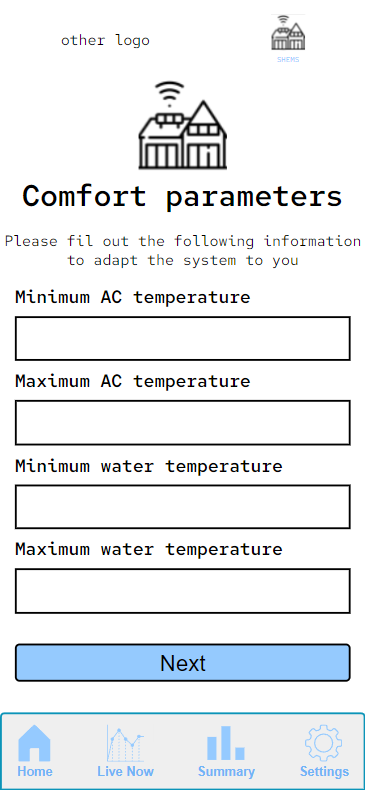 other logo
SHEMS
Comfort parameters
Please fil out the following information
to adapt the system to you
Minimum AC temperature
Maximum AC temperature
Minimum water temperature
Maximum water temperature
Next
Home
Live Now
Summary
Settings